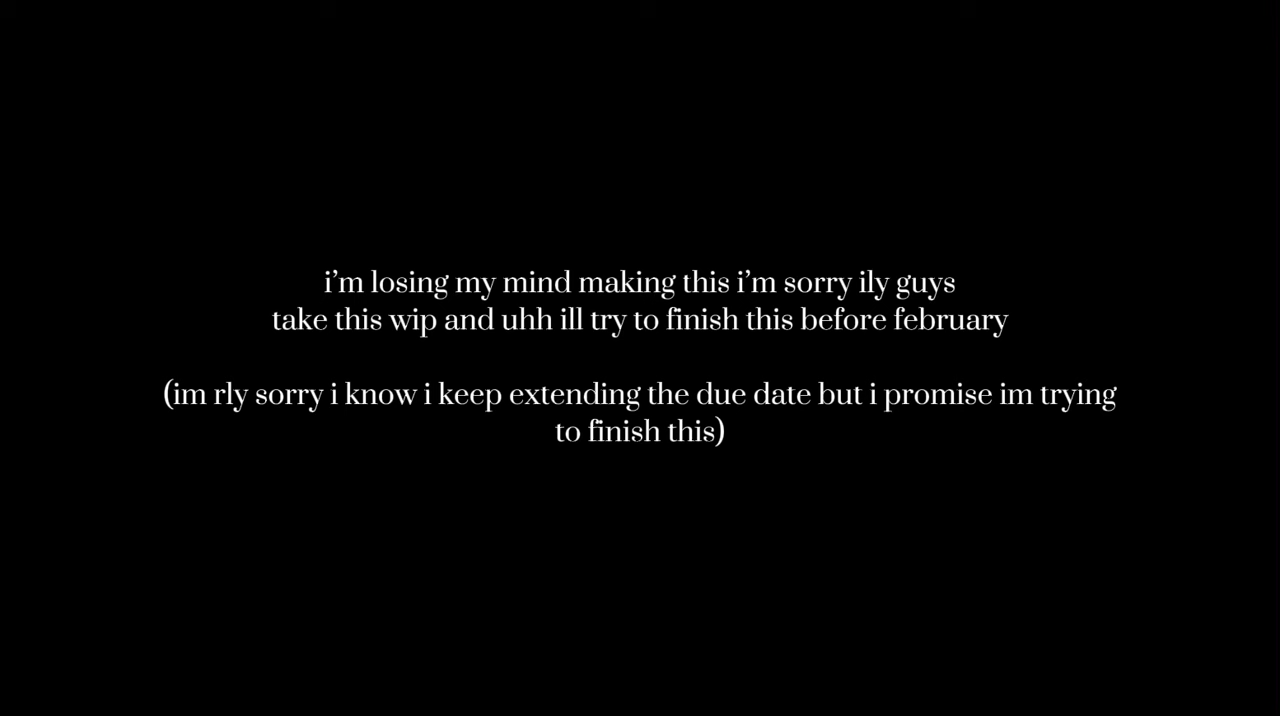 i’m losing my mind making this i’m sorry ily guys
take this wip and uhh ill try to finish this before february
(im rly sorry i know i keep extending the due date but i promise im trying
to finish this)